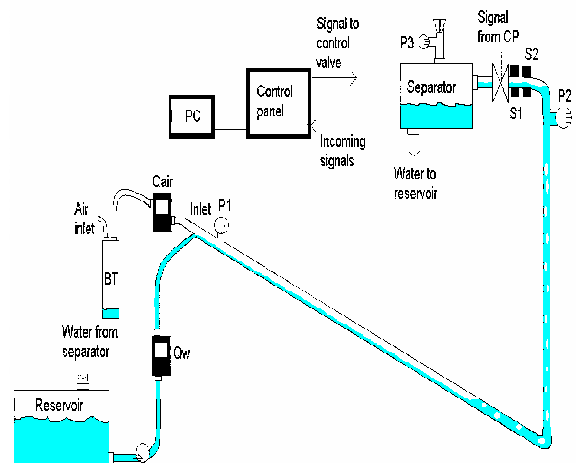 Signal to
control
valve
Signal
from CP
P3
S2
Separator
Control
panel
PC
S1
P2
Incoming
signals
Water to
reservoir
Cair
Inlet
P1
Air
inlet
BT
Water from
separator
Qw
Reservoir